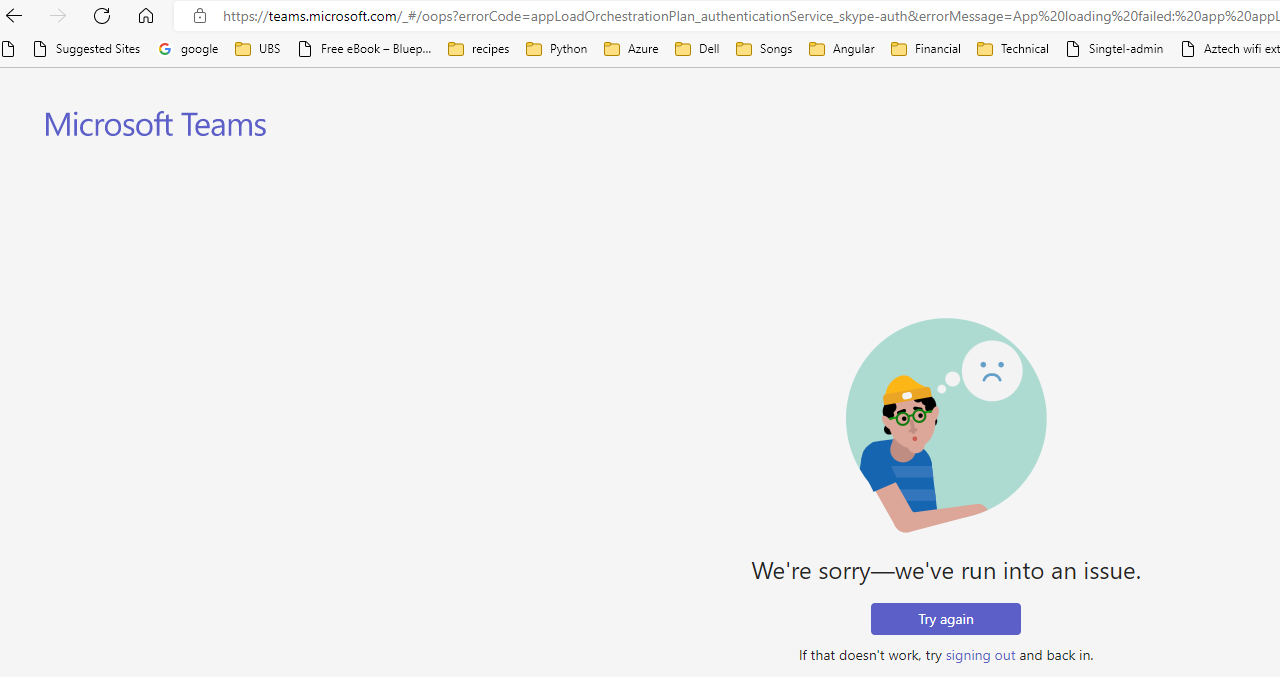 https://teams.microsoft.com/_#/oops?errorCode=appLoadOrchestrationPlan_authenticationService_skype-auth&errorMessage=App%20loading%20failed:%20app%20appL
Suggested Sites google UBS Free eBook – Bluep... recipes Python Azure Dell Songs Angular Financial Technical Singtel-admin Aztech wifi ext
Microsoft Teams
We're sorry—we've run into an issue.
Try again
If that doesn't work, try signing out and back in.